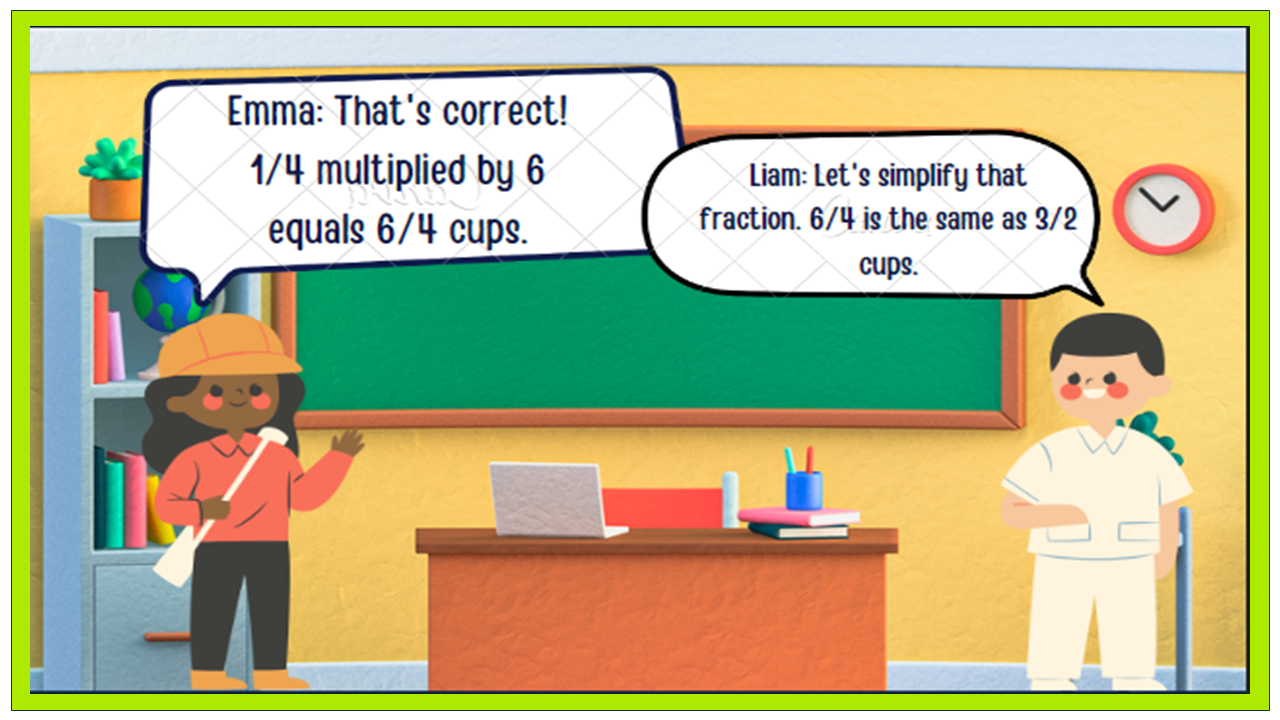 Emma: That's correct!
1/4 multiplied by 6
equals 6/4 cups.
Liam: Let's simplify that
fraction. 6/4 is the same as 3/2
cups.